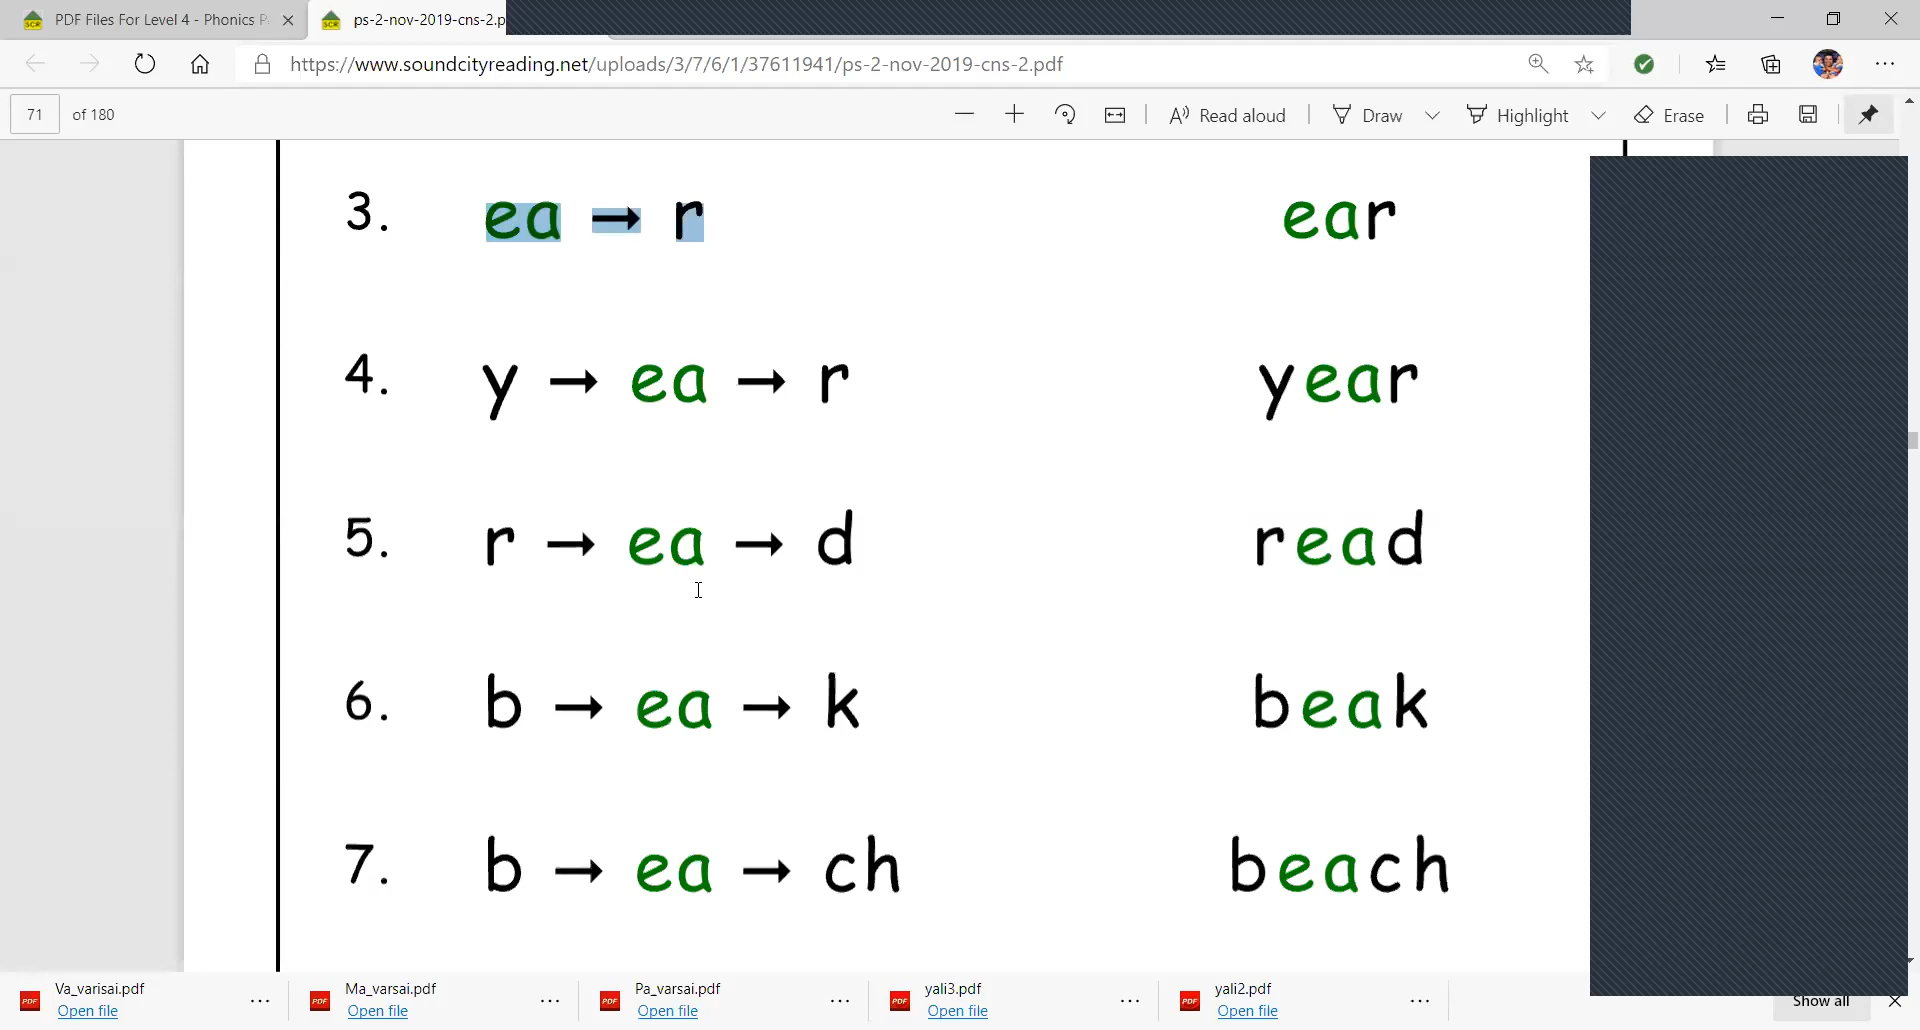 PDF Files For Level 4 - Phonics P
ps-2-nov-2019-cns-2.p
https://www.soundcityreading.net/uploads/3/7/6/1/37611941/ps-2-nov-2019-cns-2.pdf
71 of 180
Read aloud
Draw
Highlight
Erase
3. ea → r ear
4. y → ea → r year
5. r → ea → d read
6. b → ea → k beak
7. b → ea → ch beach
Va_varisai.pdf
Open file
Ma_varsai.pdf
Open file
Pa_varsai.pdf
Open file
yali3.pdf
Open file
yali2.pdf
Open file
Show all